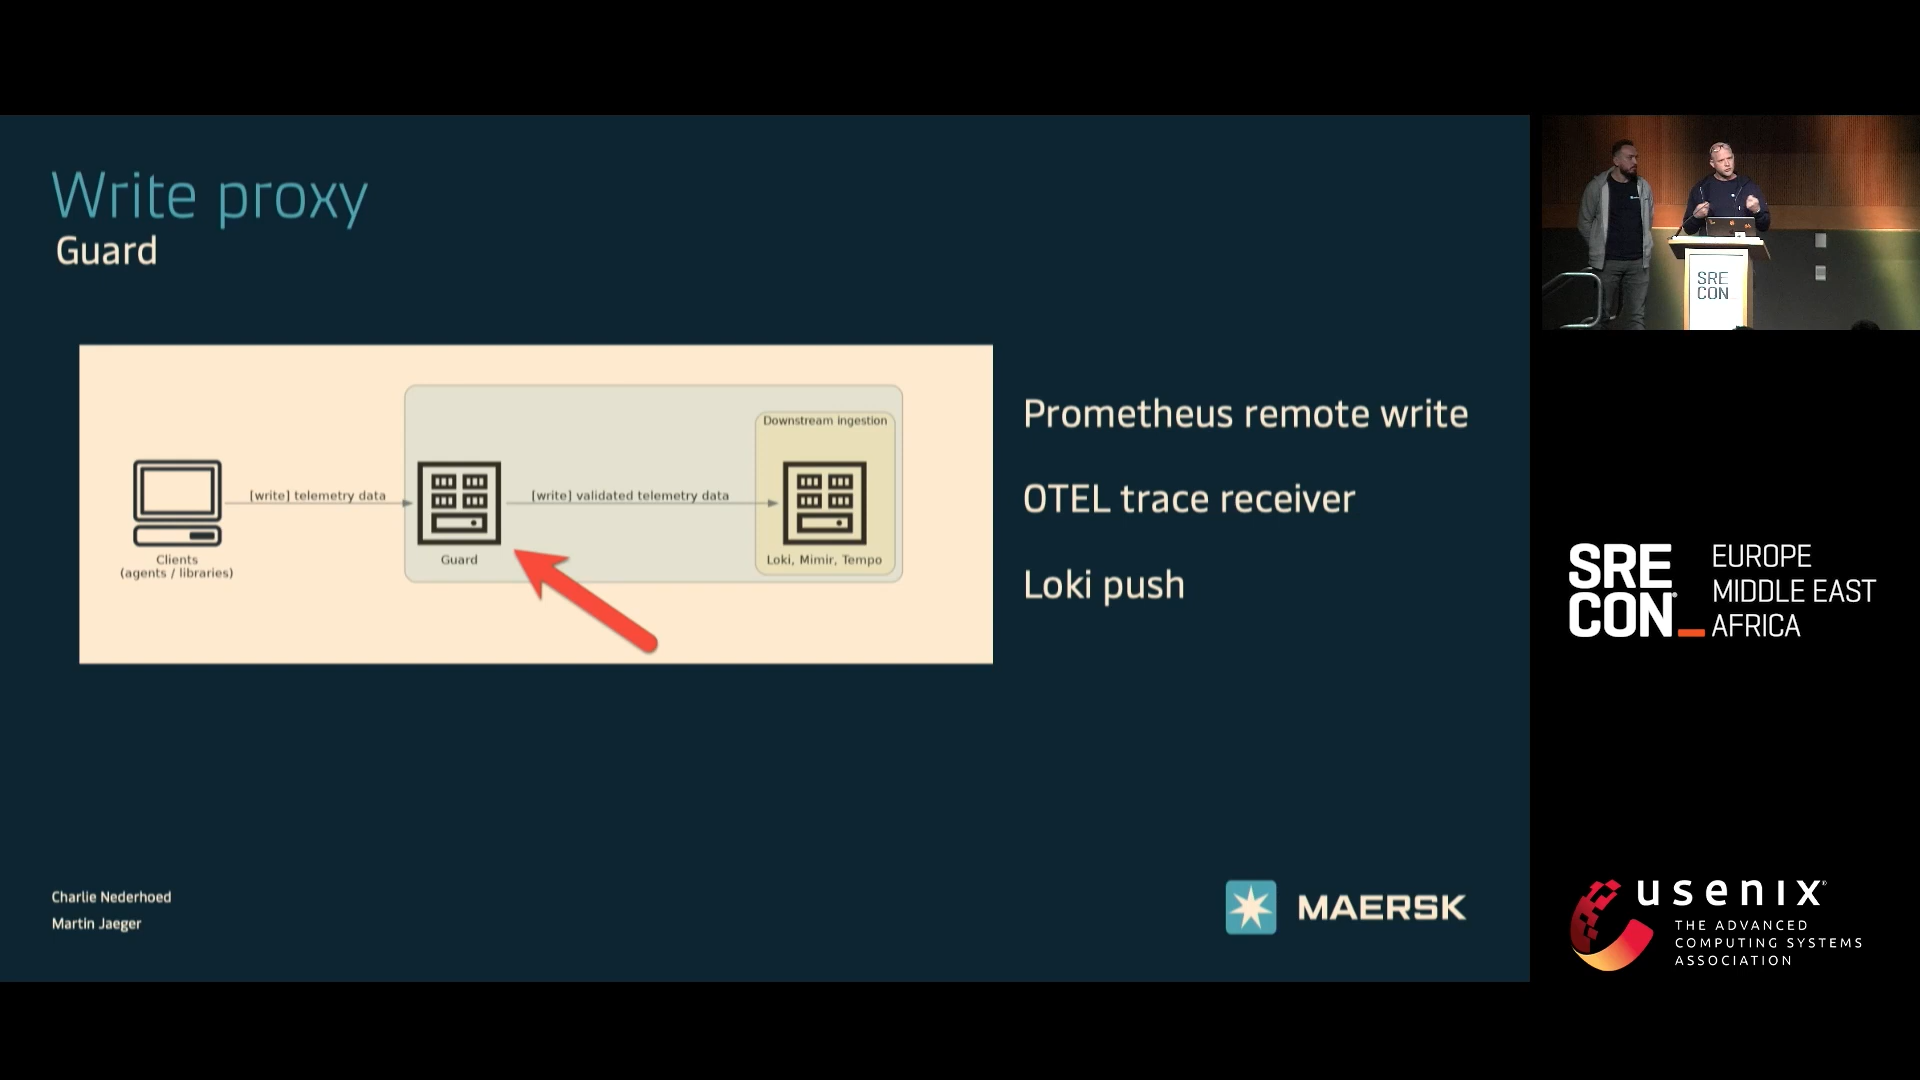 Write proxy
Guard
Downstream ingestion
[write] telemetry data
[write] validated telemetry data
Clients
(agents / libraries)
Guard
Loki, Mimir, Tempo
Prometheus remote write
OTEL trace receiver
Loki push
Charlie Nederhoed
Martin Jaeger
MAERSK
SRE
CON
SRE
CON_
EUROPE
MIDDLE EAST
AFRICA
usenix
THE ADVANCED
COMPUTING SYSTEMS
ASSOCIATION